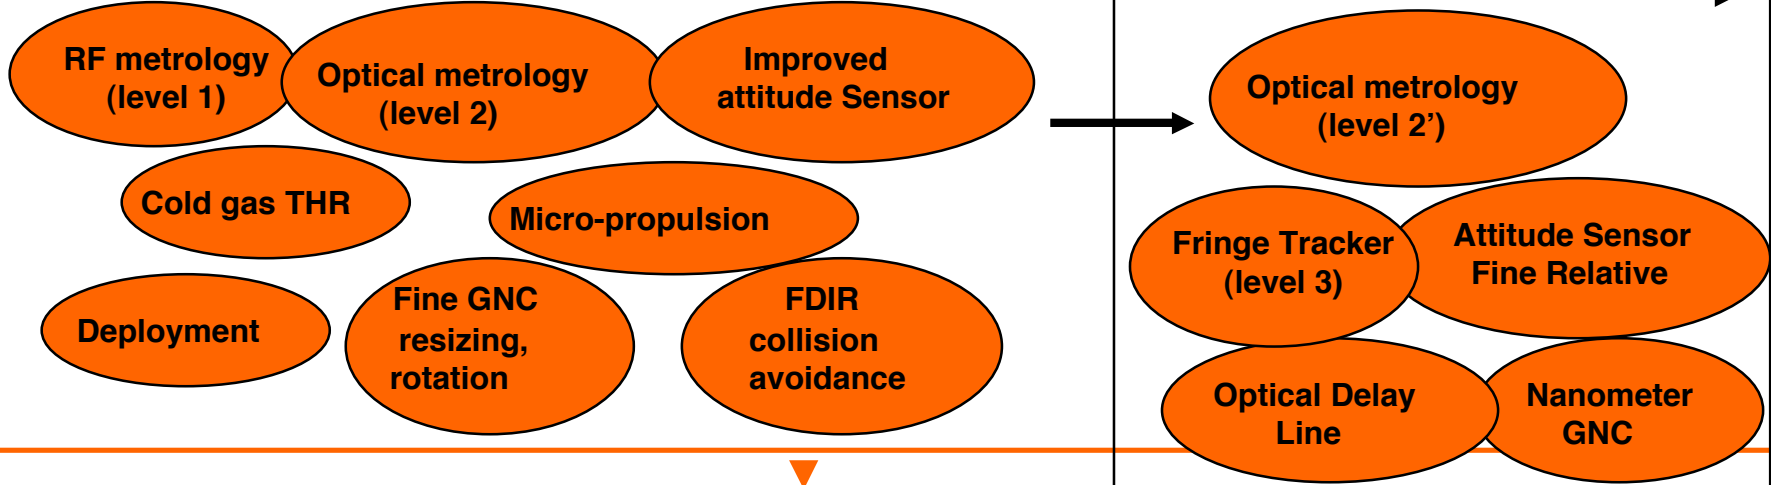 RF metrology
(level 1)
Optical metrology
(level 2)
Improved
attitude Sensor
Cold gas THR
Micro-propulsion
Deployment
Fine GNC
resizing,
rotation
FDIR
collision
avoidance
Optical metrology
(level 2’)
Fringe Tracker
(level 3)
Attitude Sensor
Fine Relative
Optical Delay
Line
Nanometer
GNC